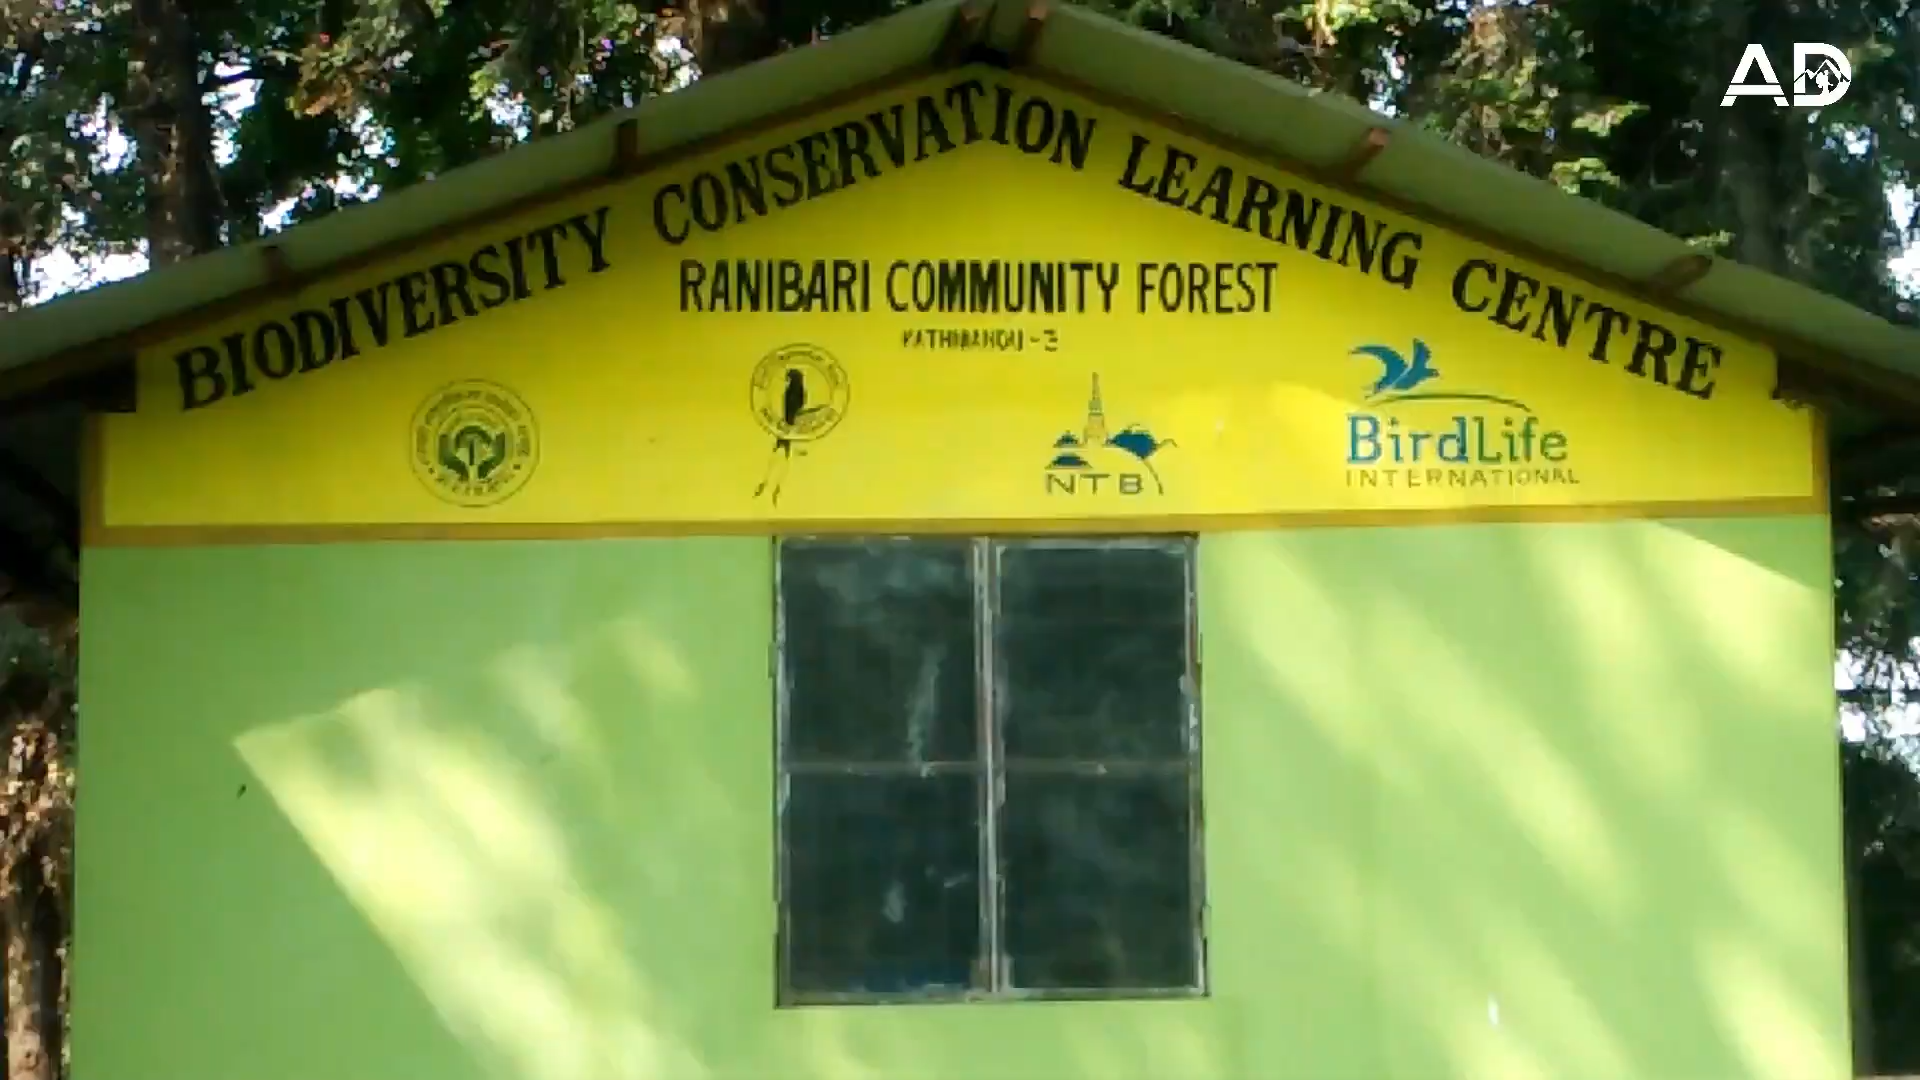 AD
BIODIVERSITY CONSERVATION LEARNING CENTRE
RANIBARI COMMUNITY FOREST
KATHMANDU-3
NTB
BirdLife
INTERNATIONAL